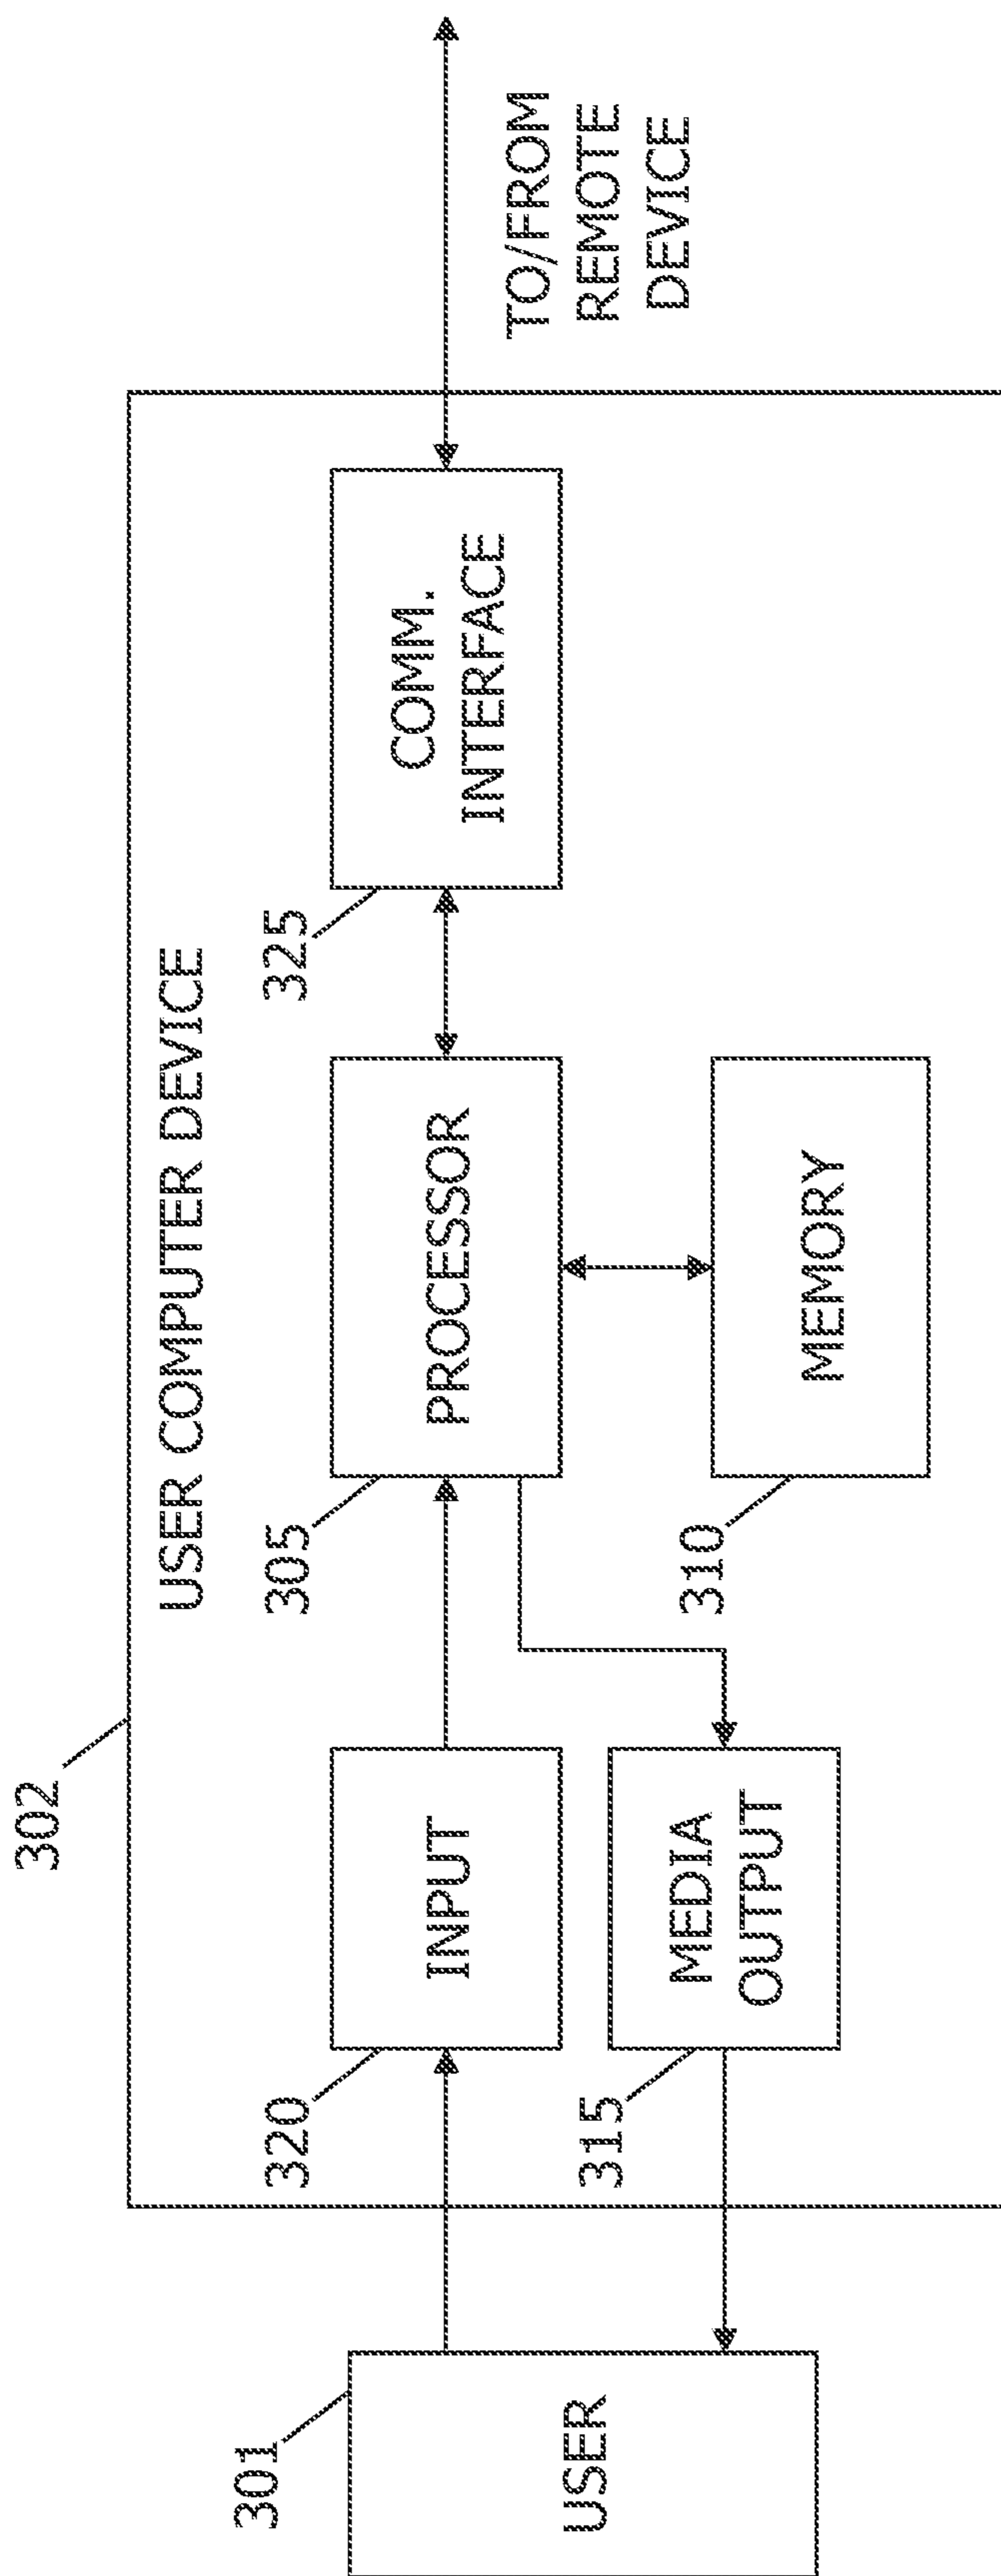 302
USER COMPUTER DEVICE
301
USER
320
INPUT
315
MEDIA
OUTPUT
305
PROCESSOR
310
MEMORY
325
COMM.
INTERFACE
TO/FROM
REMOTE
DEVICE